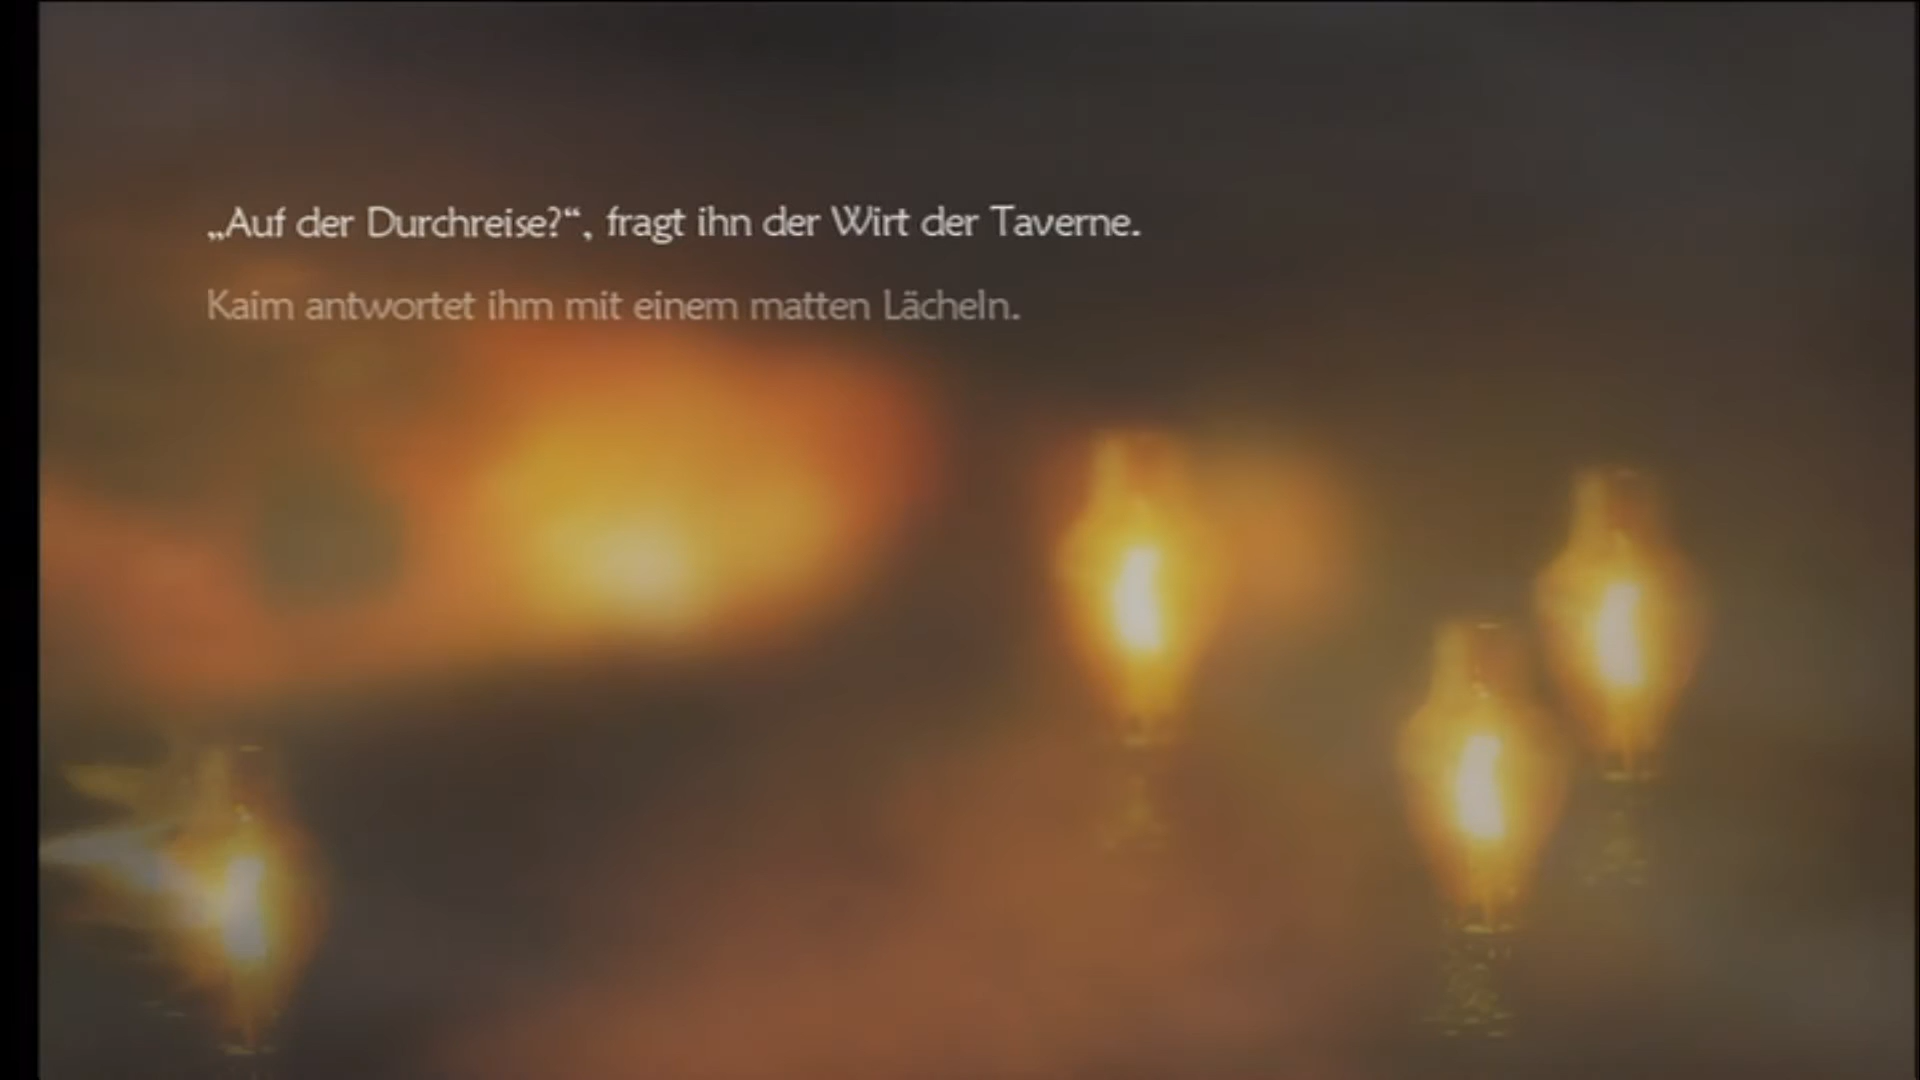 „Auf der Durchreise?“, fragt ihn der Wirt der Taverne.
Kaim antwortet ihm mit einem matten Lächeln.